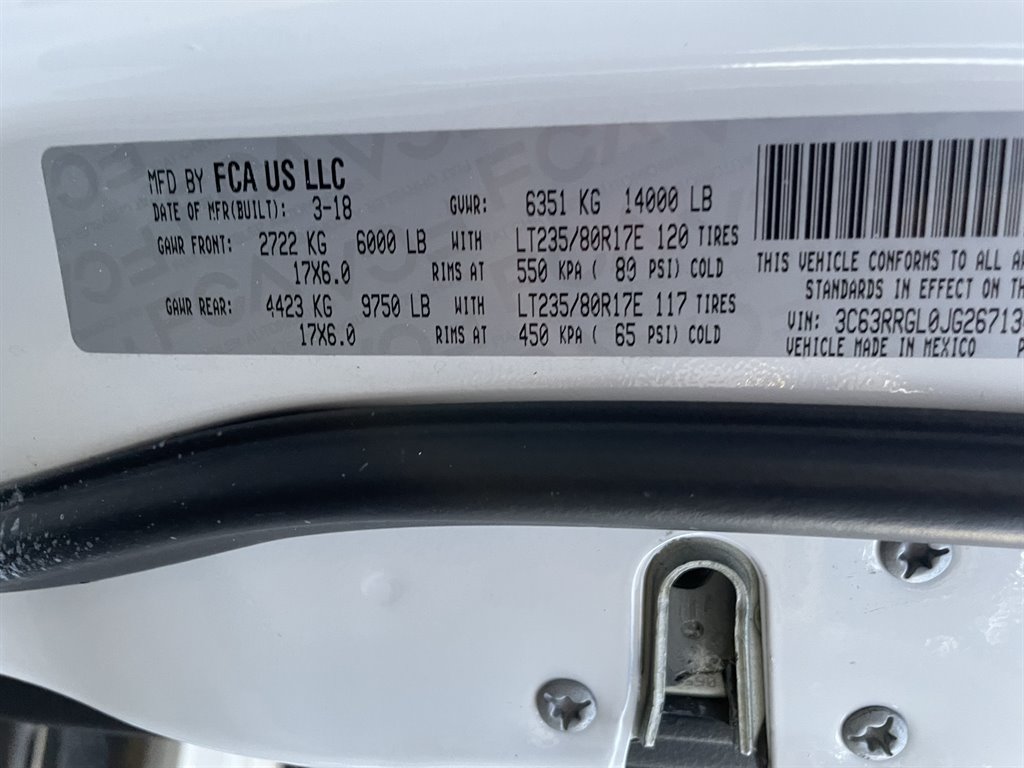 MFD BY FCA US LLC
DATE OF MFR(BUILT): 3-18 GVWR: 6351 KG 14000 LB
GAWR FRONT: 2722 KG 6000 LB WITH LT235/80R17E 120 TIRES
17X6.0 RIMS AT 550 KPA ( 80 PSI) COLD
GAWR REAR: 4423 KG 9750 LB WITH LT235/80R17E 117 TIRES
17X6.0 RIMS AT 450 KPA ( 65 PSI) COLD
THIS VEHICLE CONFORMS TO ALL
STANDARDS IN EFFECT ON
VIN: 3C63RRGL0JG26713
VEHICLE MADE IN MEXICO